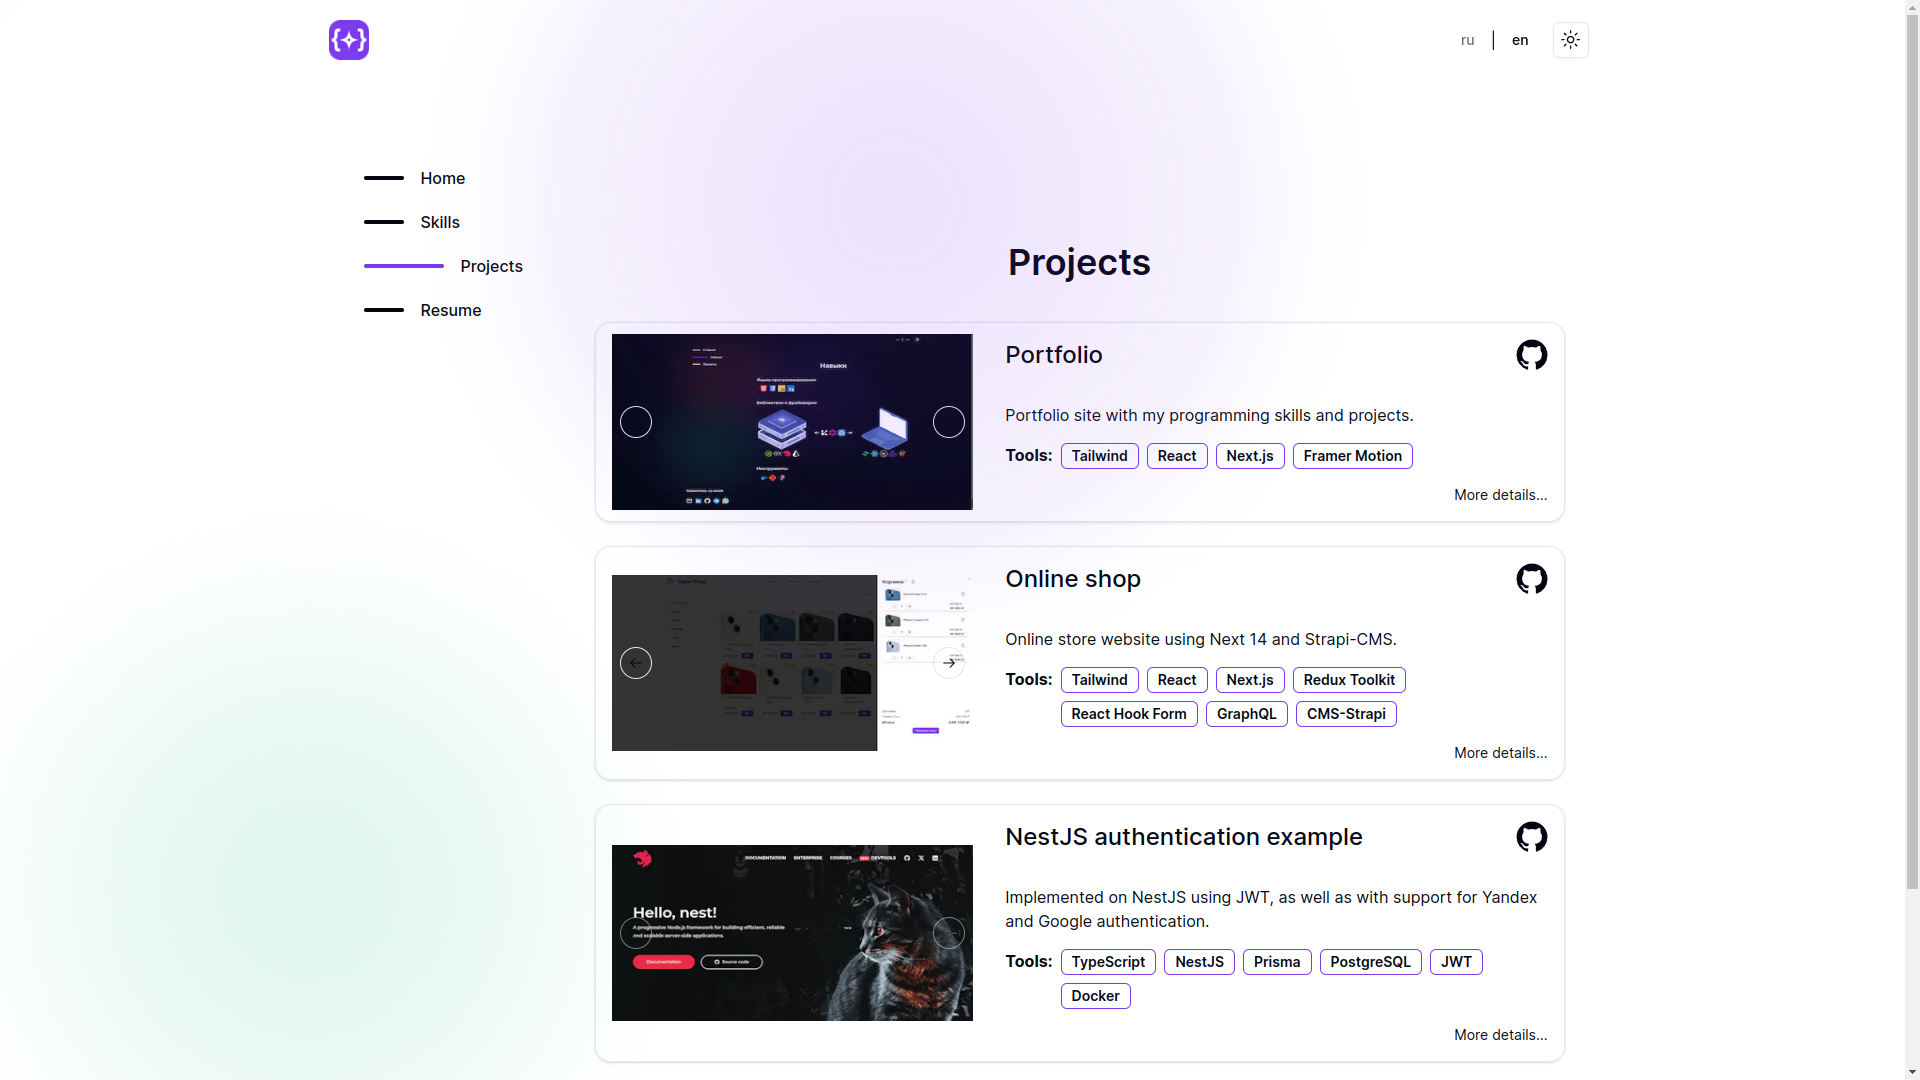 ru
en
Home
Skills
Projects
Resume
Projects
Навыки
Portfolio
Portfolio site with my programming skills and projects.
Tools: Tailwind React Next.js Framer Motion
More details...
Корзина
Online shop
Online store website using Next 14 and Strapi-CMS.
Tools: Tailwind React Next.js Redux Toolkit
React Hook Form GraphQL CMS-Strapi
More details...
DOCUMENTATION ENTERPRISE COURSES DEVTOOLS
Hello, nest!
A progressive Node.js framework for building efficient, reliable
and scalable server-side applications.
Documentation
Source code
NestJS authentication example
Implemented on NestJS using JWT, as well as with support for Yandex
and Google authentication.
Tools: TypeScript NestJS Prisma PostgreSQL JWT
Docker
More details...